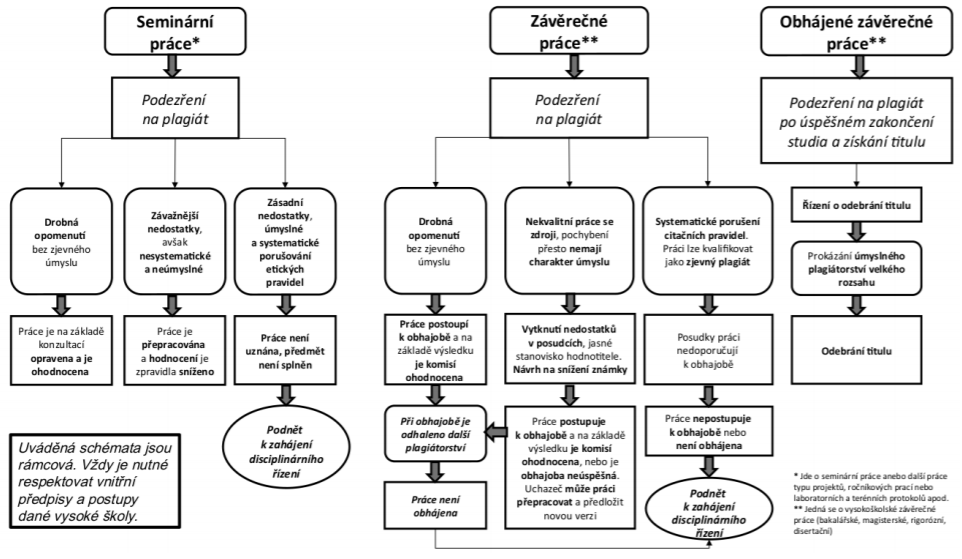 Seminární
práce*
Podezření
na plagiát
Drobná
opomenutí
bez zjevného
úmyslu
Závažnější
nedostatky,
avšak
nesystematické
a neúmyslné
Zásadní
nedostatky,
úmyslné
a systematické
porušování
etických
pravidel
Práce je na základě
konzultací
opravena a je
ohodnocena
Práce je
přepracována
a hodnocení je
zpravidla sníženo
Práce není
uznána, předmět
není splněn
Podnět
k zahájení
disciplinárního
řízení
Uváděná schémata jsou
rámcová. Vždy je nutné
respektovat vnitřní
předpisy a postupy
dané vysoké školy.
Závěrečné
práce**
Podezření
na plagiát
Drobná
opomenutí
bez zjevného
úmyslu
Nekvalitní práce se
zdroji, pochybení
přesto nemají
charakter úmyslu
Systematické porušení
citačních pravidel.
Práci lze kvalifikovat
jako zjevný plagiát
Práce postoupí
k obhajobě a na
základě výsledku
je komisí
ohodnocena
Vytknutí nedostatků
v posudcích, jasné
stanovisko hodnotitele.
Návrh na snížení známky
Posudky práci
nedoporučují
k obhajobě
Při obhajobě je
odhaleno další
plagiátorství
Práce postupuje
k obhajobě a na základě
výsledku je komisí
ohodnocena, nebo je
obhajoba neúspěšná.
Uchazeč může práci
přepracovat a předložit
novou verzi
Práce nepostupuje
k obhajobě nebo
není obhájena
Práce není
obhájena
Podnět
k zahájení
disciplinárního
řízení
Obhájené závěrečné
práce**
Podezření na plagiát
po úspěšném zakončení
studia a získání titulu
Řízení o odebrání titulu
Prokázání úmyslného
plagiátorství velkého
rozsahu
Odebrání titulu
* Jde o seminární práce anebo další práce
typu projektů, ročníkových prací nebo
laboratorních a terénních protokolů apod.
** Jedná se o vysokoškolské závěrečné
práce (bakalářské, magisterské, rigorózní,
disertační)